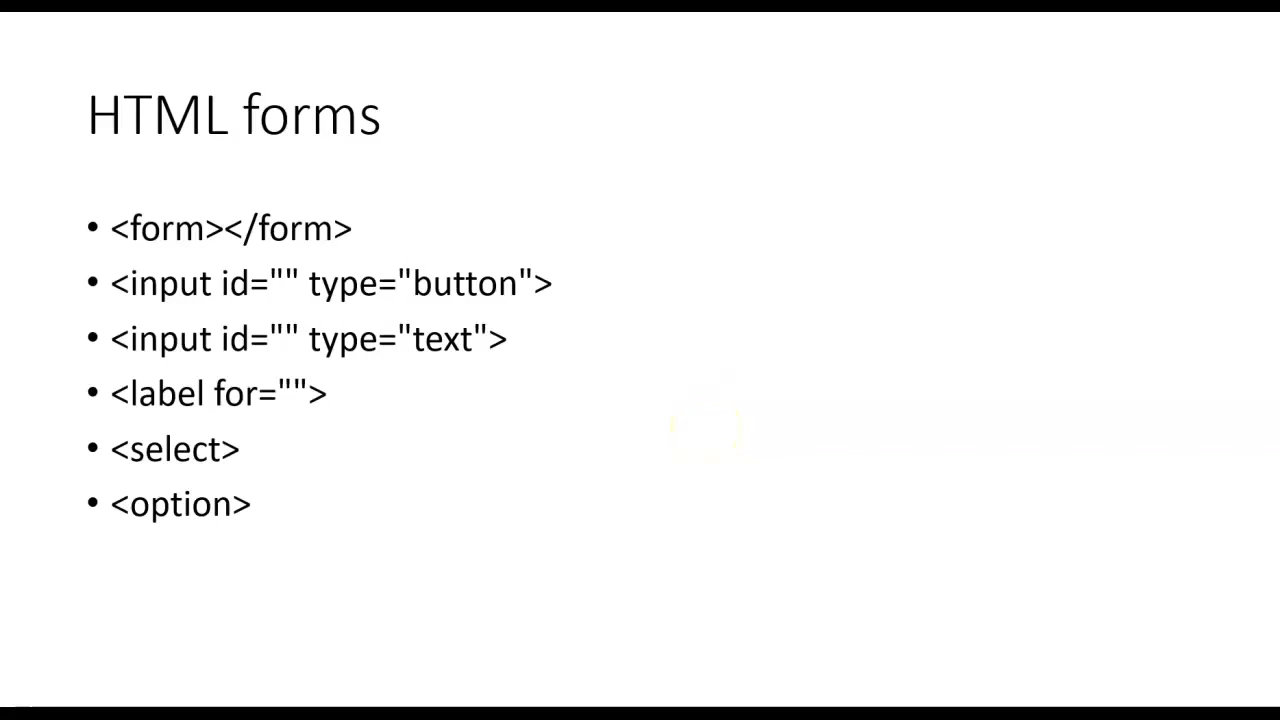 HTML forms
• <form></form>
• <input id="" type="button">
• <input id="" type="text">
• <label for="">
• <select>
• <option>